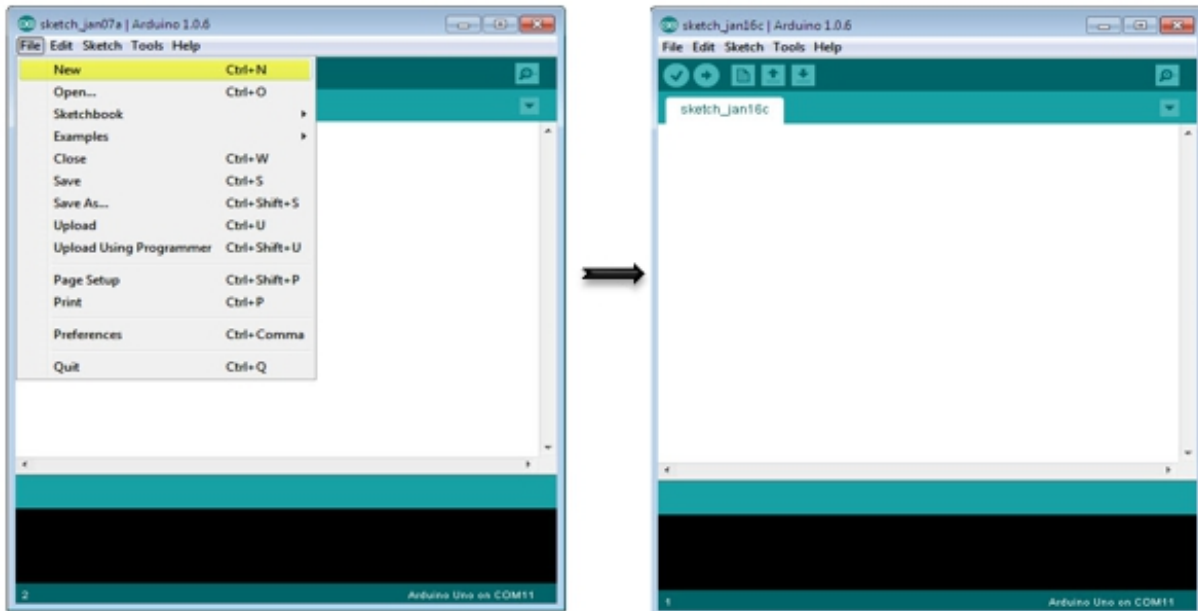 sketch_jan07a | Arduino 1.0.6
File Edit Sketch Tools Help
New Ctrl+N
Open... Ctrl+O
Sketchbook
Examples
Close Ctrl+W
Save Ctrl+S
Save As... Ctrl+Shift+S
Upload Ctrl+U
Upload Using Programmer Ctrl+Shift+U
Page Setup Ctrl+Shift+P
Print Ctrl+P
Preferences Ctrl+Comma
Quit Ctrl+Q
2 Arduino Uno on COM11
sketch_jan16c | Arduino 1.0.6
File Edit Sketch Tools Help
sketch_jan16c
1 Arduino Uno on COM11